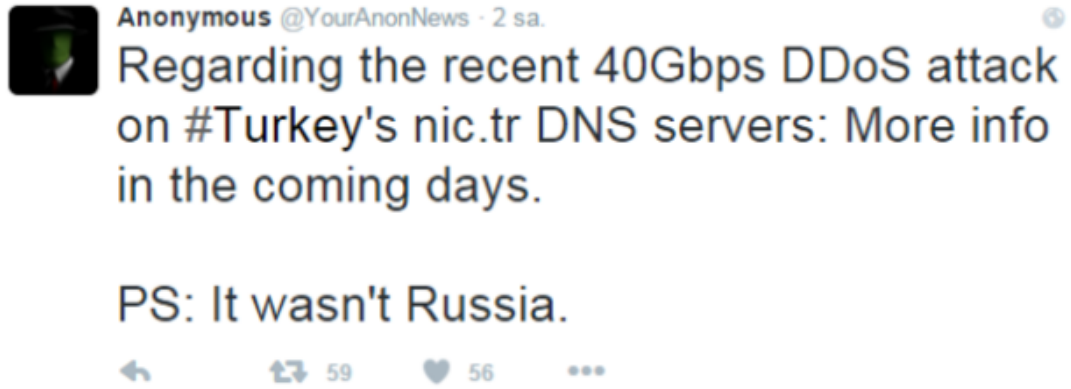 Anonymous @YourAnonNews · 2 sa.
Regarding the recent 40Gbps DDoS attack
on #Turkey's nic.tr DNS servers: More info
in the coming days.
PS: It wasn't Russia.
59 56